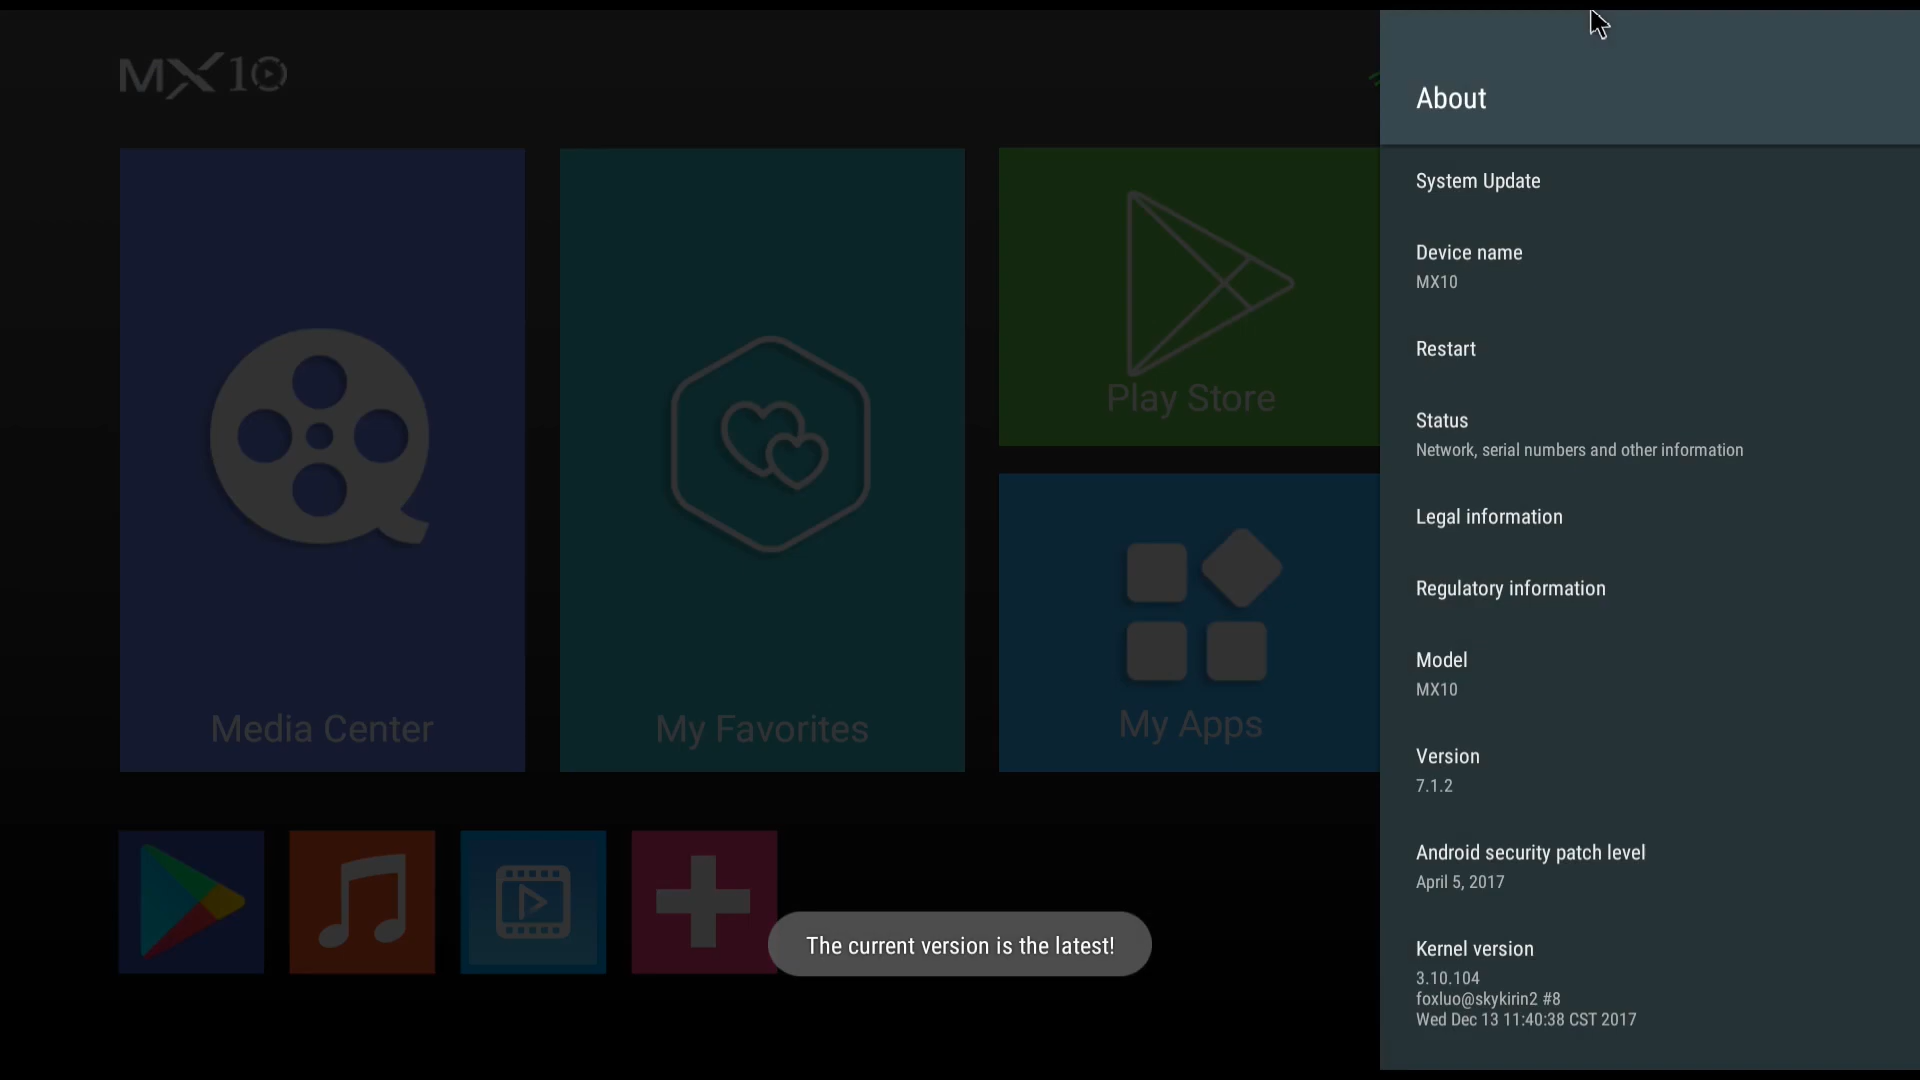 MX10
Media Center
My Favorites
Play Store
My Apps
The current version is the latest!
About
System Update
Device name
MX10
Restart
Status
Network, serial numbers and other information
Legal information
Regulatory information
Model
MX10
Version
7.1.2
Android security patch level
April 5, 2017
Kernel version
3.10.104
foxluo@skykirin2 #8
Wed Dec 13 11:40:38 CST 2017